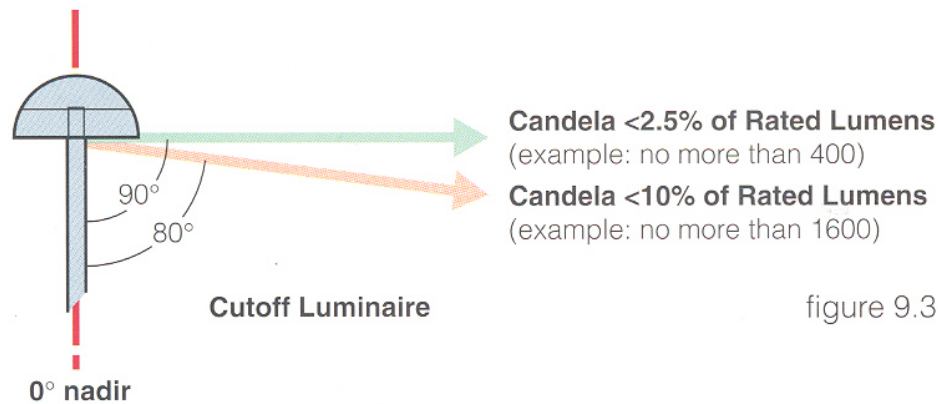 Candela <2.5% of Rated Lumens
(example: no more than 400)
Candela <10% of Rated Lumens
(example: no more than 1600)
90°
80°
Cutoff Luminaire
figure 9.3
0° nadir